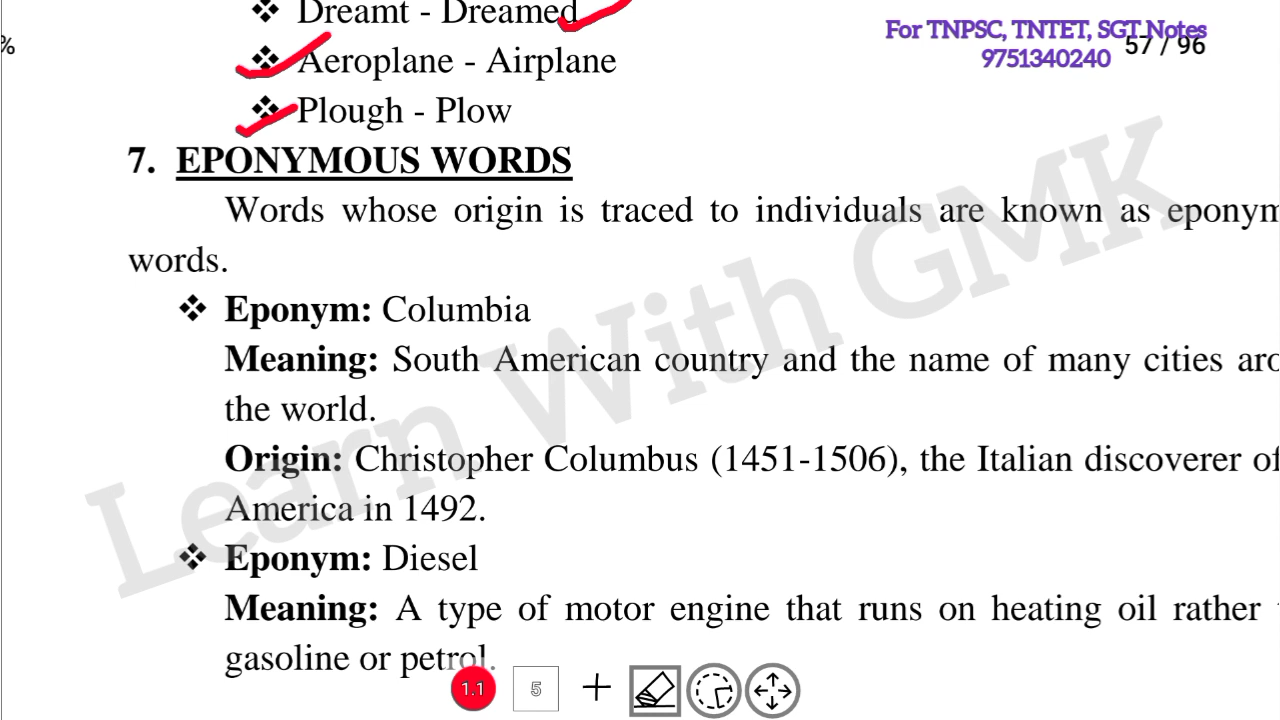 ❖ Dreamt - Dreamed
For TNPSC, TNTET, SGT Notes
% 57 / 96
9751340240
❖ Aeroplane - Airplane
❖ Plough - Plow
7. EPONYMOUS WORDS
Words whose origin is traced to individuals are known as
words.
❖ Eponym: Columbia
Meaning: South American country and the name of many cities
the world.
Origin: Christopher Columbus (1451-1506), the Italian discoverer of
America in 1492.
❖ Eponym: Diesel
Meaning: A type of motor engine that runs on heating oil rather
gasoline or petrol.
Learn With GMK
1.1 5